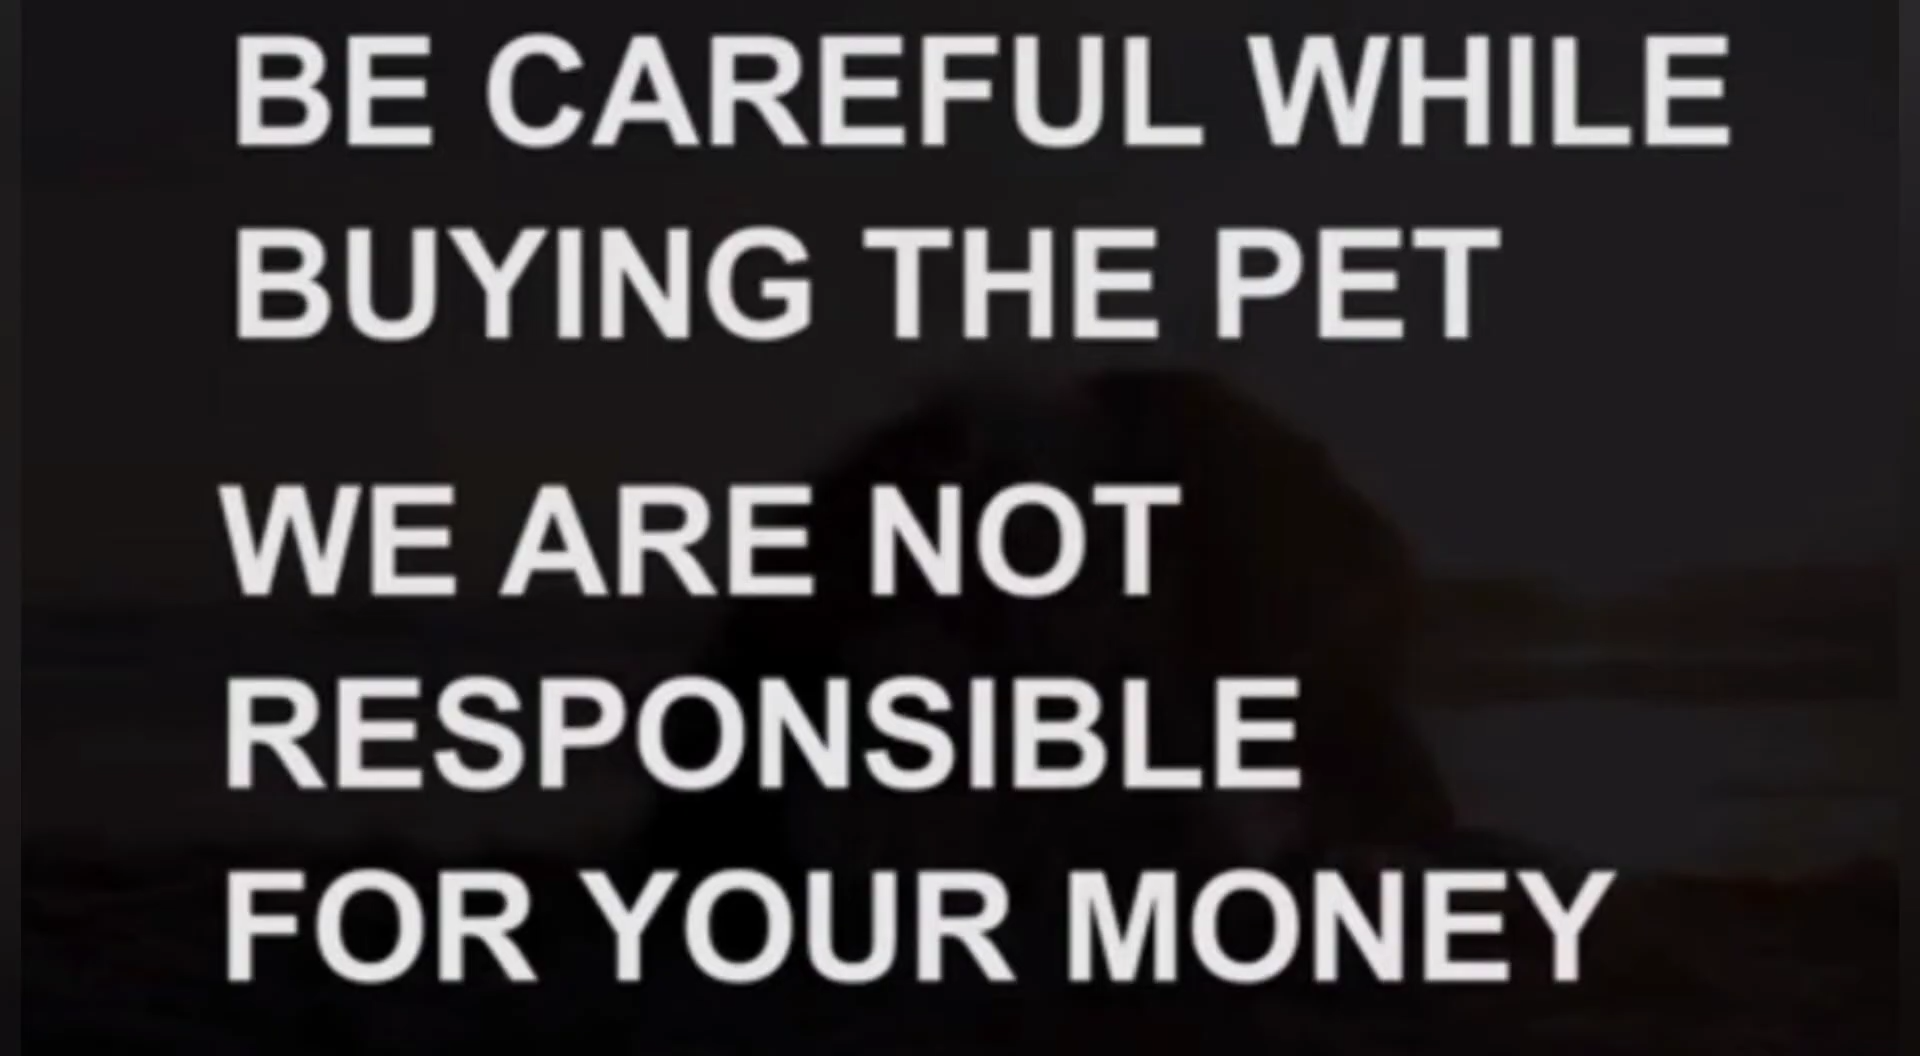 BE CAREFUL WHILE
BUYING THE PET
WE ARE NOT
RESPONSIBLE
FOR YOUR MONEY